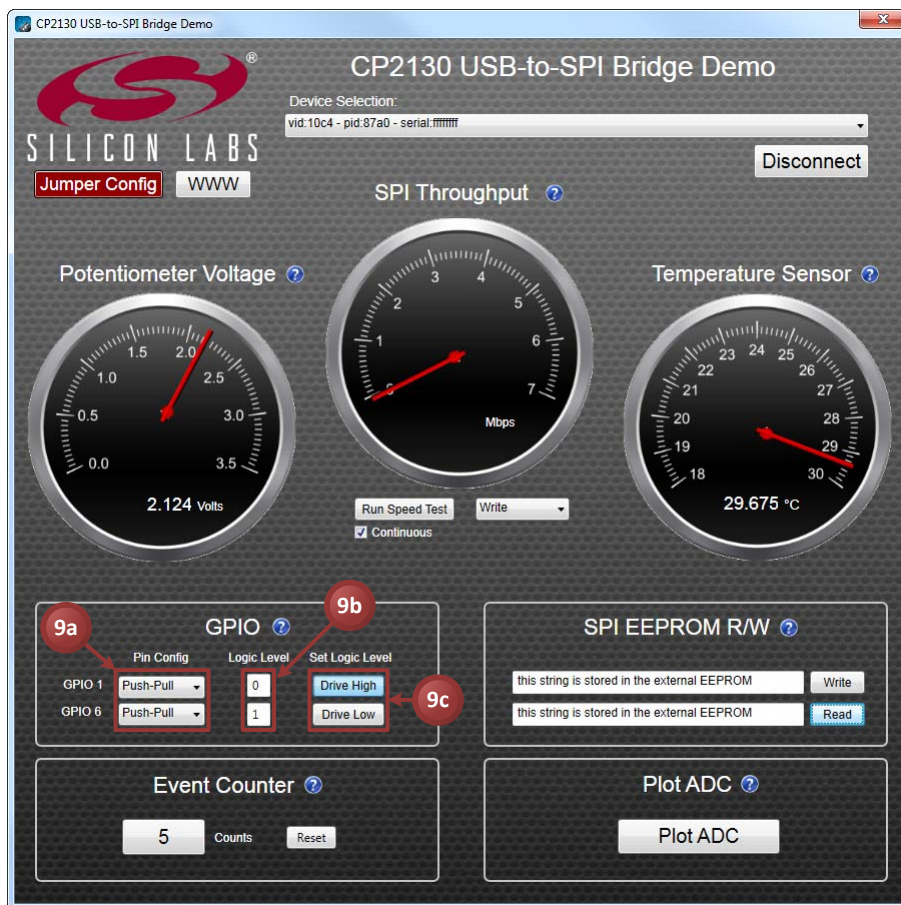 CP2130 USB-to-SPI Bridge Demo
x
CP2130 USB-to-SPI Bridge Demo
®
SILICON LABS
Device Selection:
vid:10c4 - pid:87a0 - serial:ffffffff
Disconnect
Jumper Config
WWW
SPI Throughput ?
0
1
2
3
4
5
6
7
Mbps
Run Speed Test
Write
Continuous
Potentiometer Voltage ?
0.0
0.5
1.0
1.5
2.0
2.5
3.0
3.5
2.124 Volts
Temperature Sensor ?
18
19
20
21
22
23
24
25
26
27
28
29
30
29.675 °C
9a
9b
9c
GPIO ?
Pin Config Logic Level Set Logic Level
GPIO 1 Push-Pull 0 Drive High
GPIO 6 Push-Pull 1 Drive Low
SPI EEPROM R/W ?
this string is stored in the external EEPROM Write
this string is stored in the external EEPROM Read
Event Counter ?
5 Counts Reset
Plot ADC ?
Plot ADC